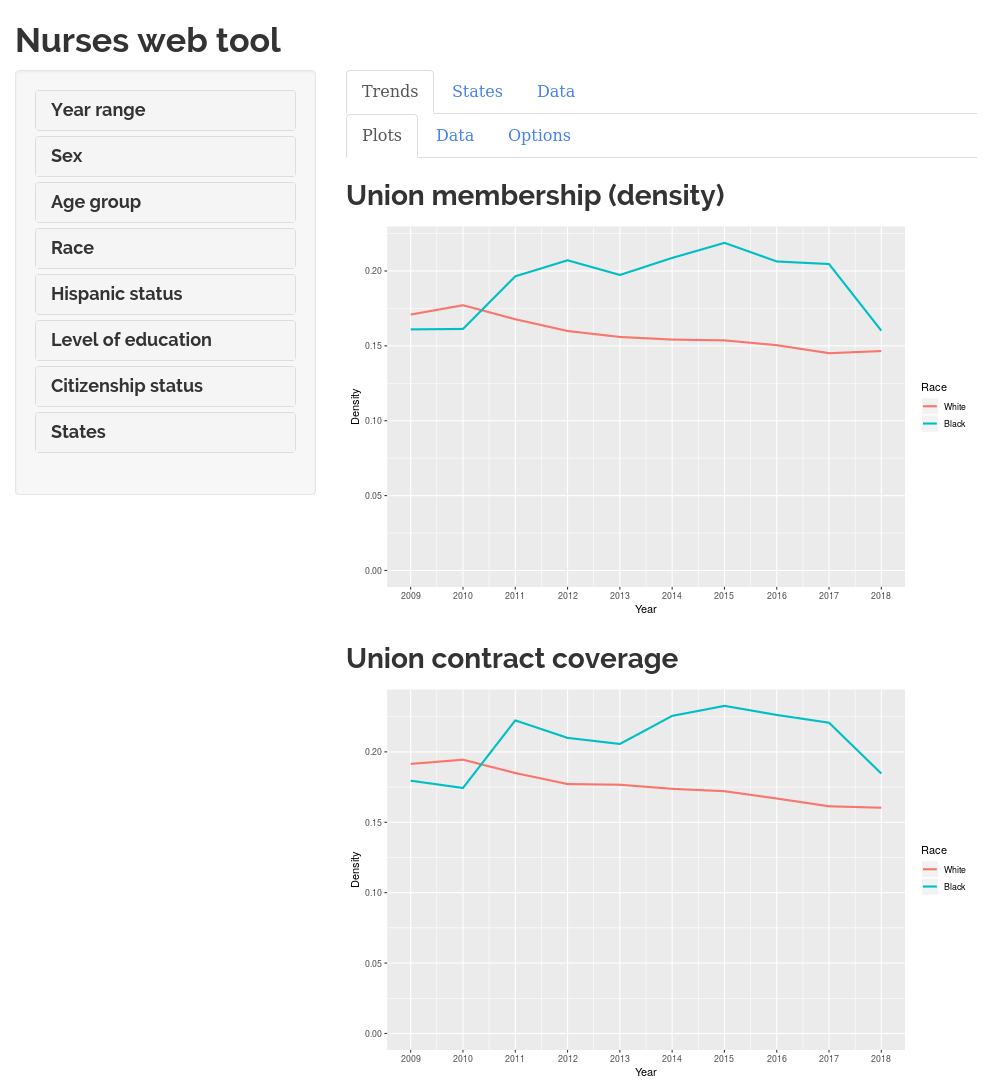 Nurses web tool
Year range
Sex
Age group
Race
Hispanic status
Level of education
Citizenship status
States
Trends States Data
Plots Data Options
Union membership (density)
0.20
0.15
0.10
0.05
0.00
Density
2009 2010 2011 2012 2013 2014 2015 2016 2017 2018
Year
Race
White
Black
Union contract coverage
0.20
0.15
0.10
0.05
0.00
Density
2009 2010 2011 2012 2013 2014 2015 2016 2017 2018
Year
Race
White
Black